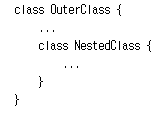 class OuterClass {
    ...
    class NestedClass {
        ...
    }
}